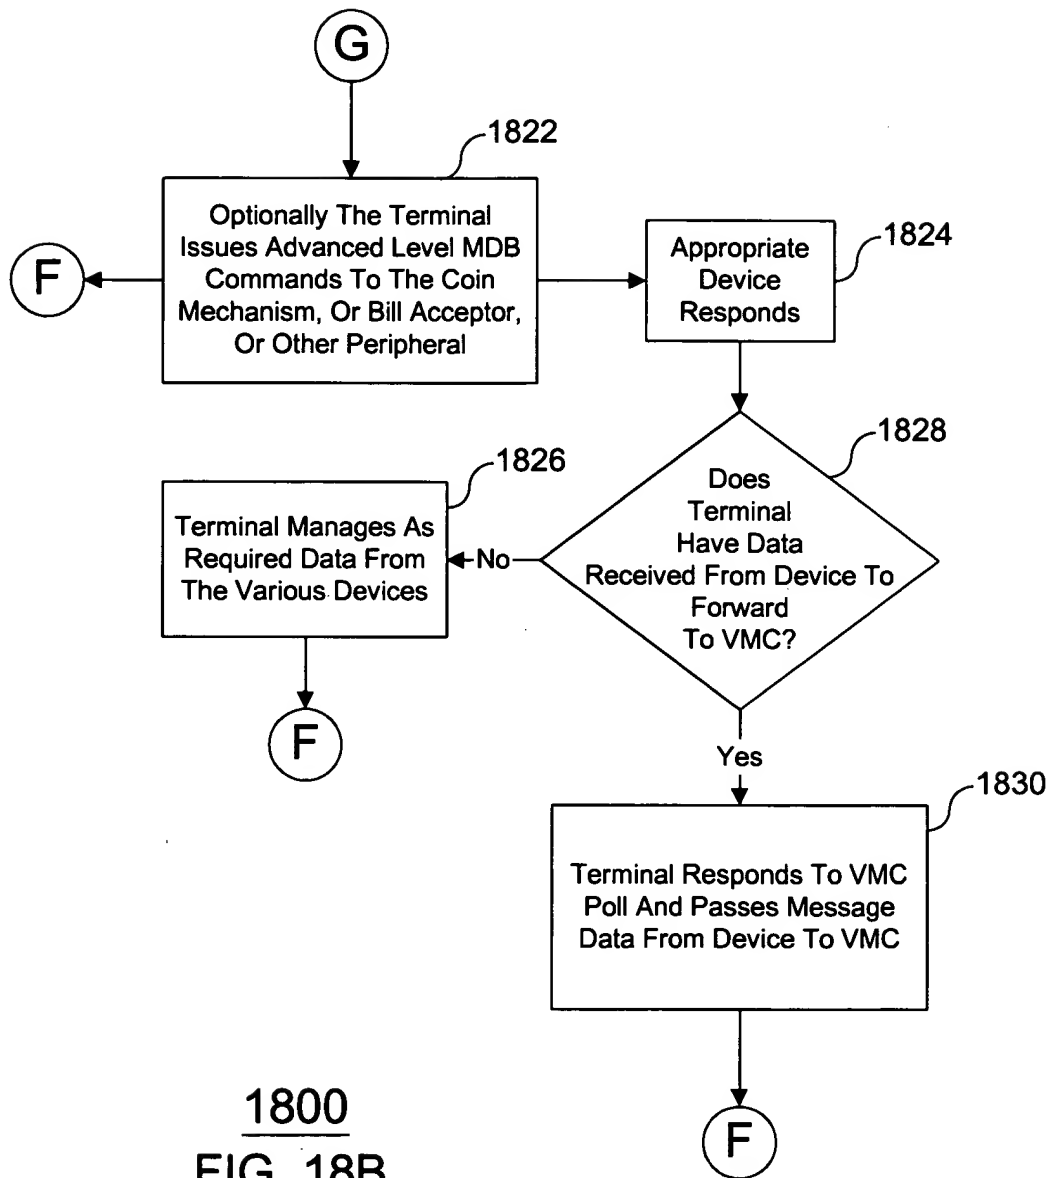 G
1822
Optionally The Terminal
Issues Advanced Level MDB
Commands To The Coin
Mechanism, Or Bill Acceptor,
Or Other Peripheral
F
1824
Appropriate
Device
Responds
1828
Does
Terminal
Have Data
Received From Device To
Forward
To VMC?
No
1826
Terminal Manages As
Required Data From
The Various Devices
F
Yes
1830
Terminal Responds To VMC
Poll And Passes Message
Data From Device To VMC
F
1800
FIG. 18B